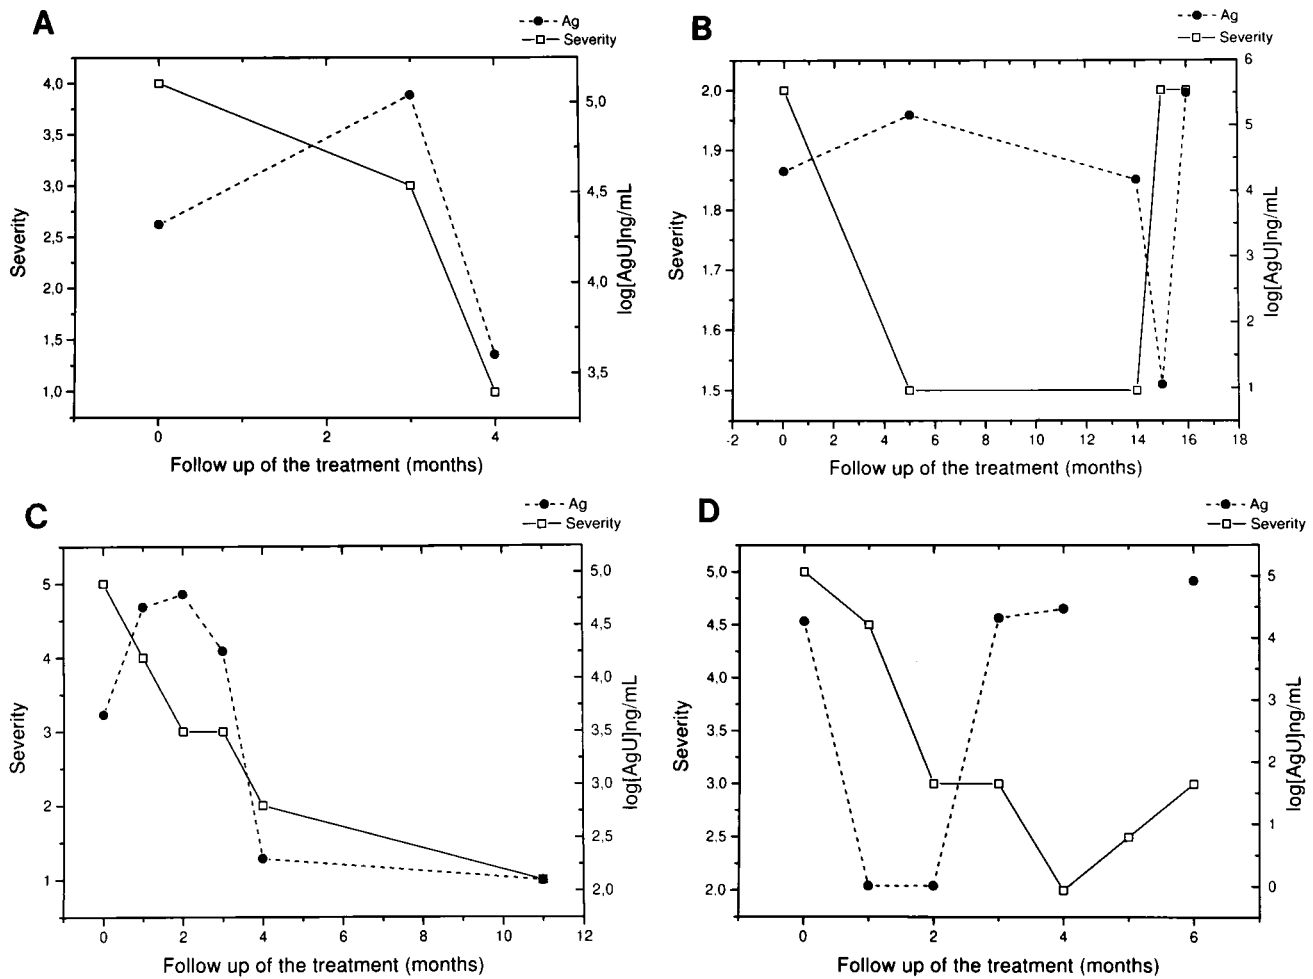 A
Ag
Severity
4,0
3,5
3,0
2,5
2,0
1,5
1,0
Severity
5,0
4,5
4,0
3,5
log[AgU]ng/mL
0
2
4
Follow up of the treatment (months)
B
Ag
Severity
2.0
1.9
1.8
1.7
1.6
1.5
Severity
6
5
4
3
2
1
log[AgU]ng/mL
-2 0 2 4 6 8 10 12 14 16 18
Follow up of the treatment (months)
C
Ag
Severity
5
4
3
2
1
Severity
5.0
4.5
4.0
3.5
3.0
2.5
2.0
log[AgU]ng/mL
0 2 4 6 8 10 12
Follow up of the treatment (months)
D
Ag
Severity
5.0
4.5
4.0
3.5
3.0
2.5
2.0
Severity
5
4
3
2
1
0
log[AgU]ng/mL
0 2 4 6
Follow up of the treatment (months)